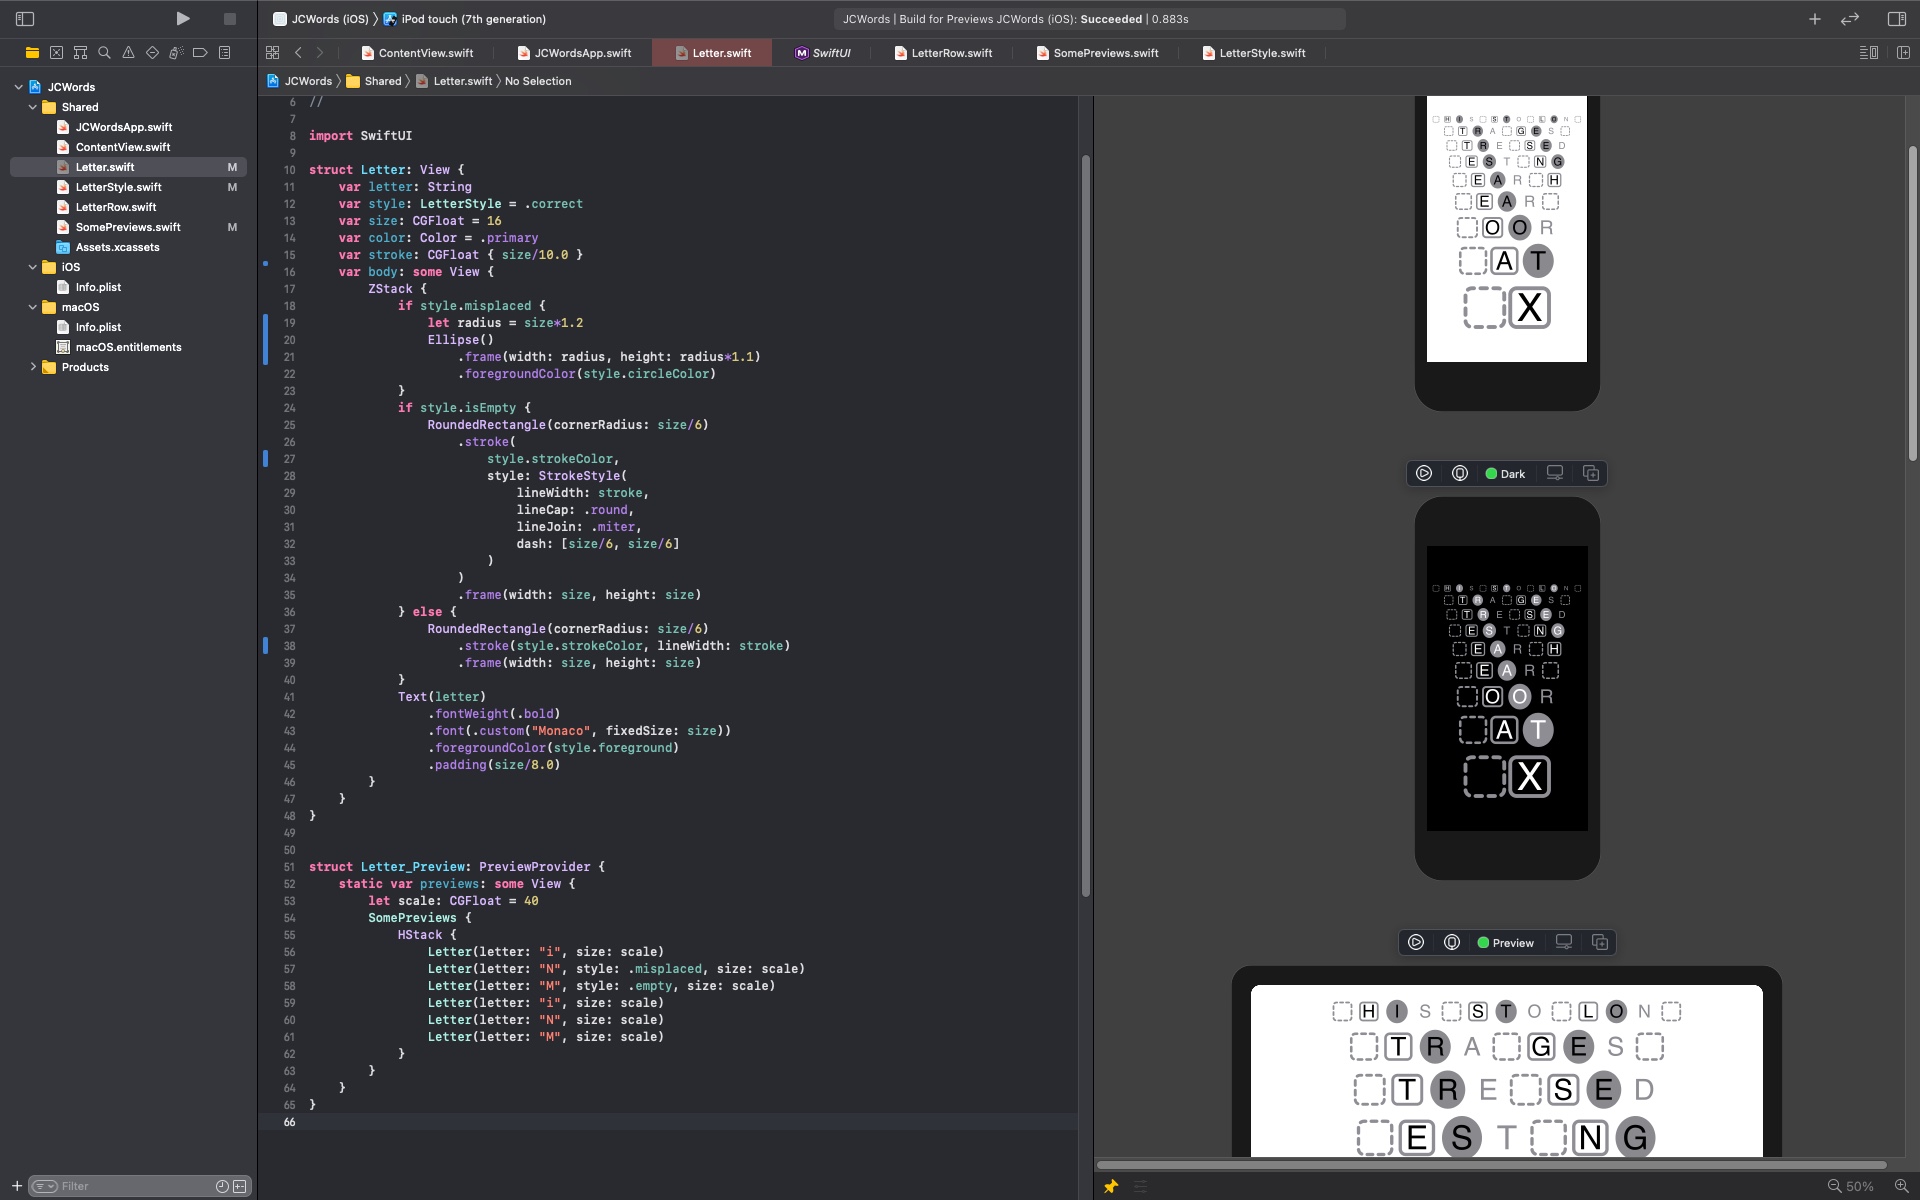 JCWords (iOS) 〉 iPod touch (7th generation)
JCWords | Build for Previews JCWords (iOS): Succeeded | 0.883s
ContentView.swift
JCWordsApp.swift
Letter.swift
SwiftUI
LetterRow.swift
SomePreviews.swift
LetterStyle.swift
JCWords 〉 Shared 〉 Letter.swift 〉 No Selection
JCWords
Shared
JCWordsApp.swift
ContentView.swift
Letter.swift M
LetterStyle.swift M
LetterRow.swift
SomePreviews.swift M
Assets.xcassets
iOS
Info.plist
macOS
Info.plist
macOS.entitlements
Products
Filter
6 //
7
8 import SwiftUI
9
10 struct Letter: View {
11 var letter: String
12 var style: LetterStyle = .correct
13 var size: CGFloat = 16
14 var color: Color = .primary
15 var stroke: CGFloat { size/10.0 }
16 var body: some View {
17 ZStack {
18 if style.misplaced {
19 let radius = size*1.2
20 Ellipse()
21 .frame(width: radius, height: radius*1.1)
22 .foregroundColor(style.circleColor)
23 }
24 if style.isEmpty {
25 RoundedRectangle(cornerRadius: size/6)
26 .stroke(
27 style.strokeColor,
28 style: StrokeStyle(
29 lineWidth: stroke,
30 lineCap: .round,
31 lineJoin: .miter,
32 dash: [size/6, size/6]
33 )
34 )
35 .frame(width: size, height: size)
36 } else {
37 RoundedRectangle(cornerRadius: size/6)
38 .stroke(style.strokeColor, lineWidth: stroke)
39 .frame(width: size, height: size)
40 }
41 Text(letter)
42 .fontWeight(.bold)
43 .font(.custom("Monaco", fixedSize: size))
44 .foregroundColor(style.foreground)
45 .padding(size/8.0)
46 }
47 }
48 }
49
50
51 struct Letter_Preview: PreviewProvider {
52 static var previews: some View {
53 let scale: CGFloat = 40
54 SomePreviews {
55 HStack {
56 Letter(letter: "i", size: scale)
57 Letter(letter: "N", style: .misplaced, size: scale)
58 Letter(letter: "M", style: .empty, size: scale)
59 Letter(letter: "i", size: scale)
60 Letter(letter: "N", size: scale)
61 Letter(letter: "M", size: scale)
62 }
63 }
64 }
65 }
66
H I S S T O L O N
T R A G E S
T R E S E D
E S T N G
E A R H
E A R
O O R
A T
X
Dark
H I S S T O L O N
T R A G E S
T R E S E D
E S T N G
E A R H
E A R
O O R
A T
X
Preview
H I S S T O L O N
T R A G E S
T R E S E D
E S T N G
50%